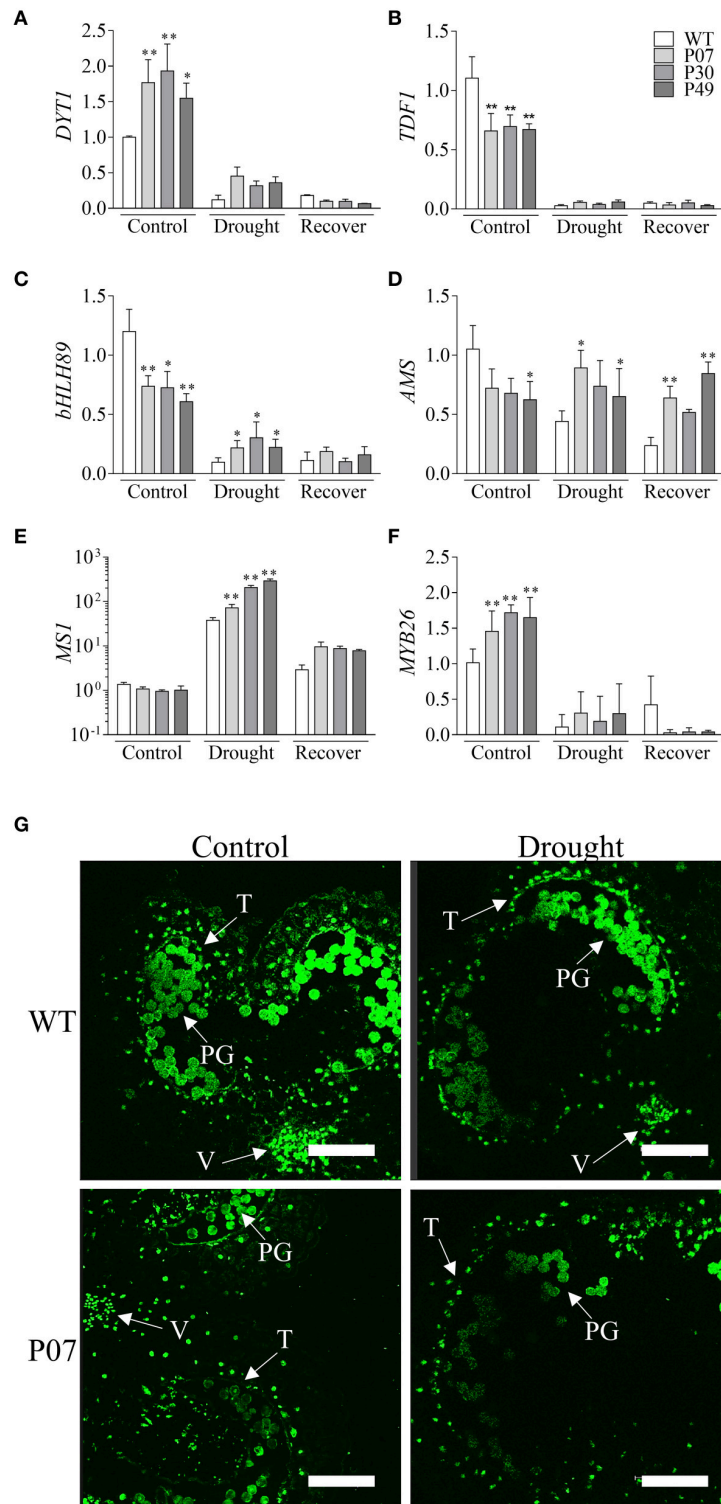 A
DYT1
2.5
2.0
1.5
1.0
0.5
0.0
** ** *
Control Drought Recover
B
TDF1
1.5
1.0
0.5
0.0
** ** **
Control Drought Recover
WT
P07
P30
P49
C
bHLH89
1.5
1.0
0.5
0.0
** * **
* * *
Control Drought Recover
D
AMS
1.5
1.0
0.5
0.0
*
* *
** **
Control Drought Recover
E
MS1
10³
10²
10¹
10⁰
10⁻¹
** ** **
Control Drought Recover
F
MYB26
2.5
2.0
1.5
1.0
0.5
0.0
** ** **
Control Drought Recover
G
Control Drought
WT
T
PG
V
T
PG
V
P07
PG
V
T
T
PG